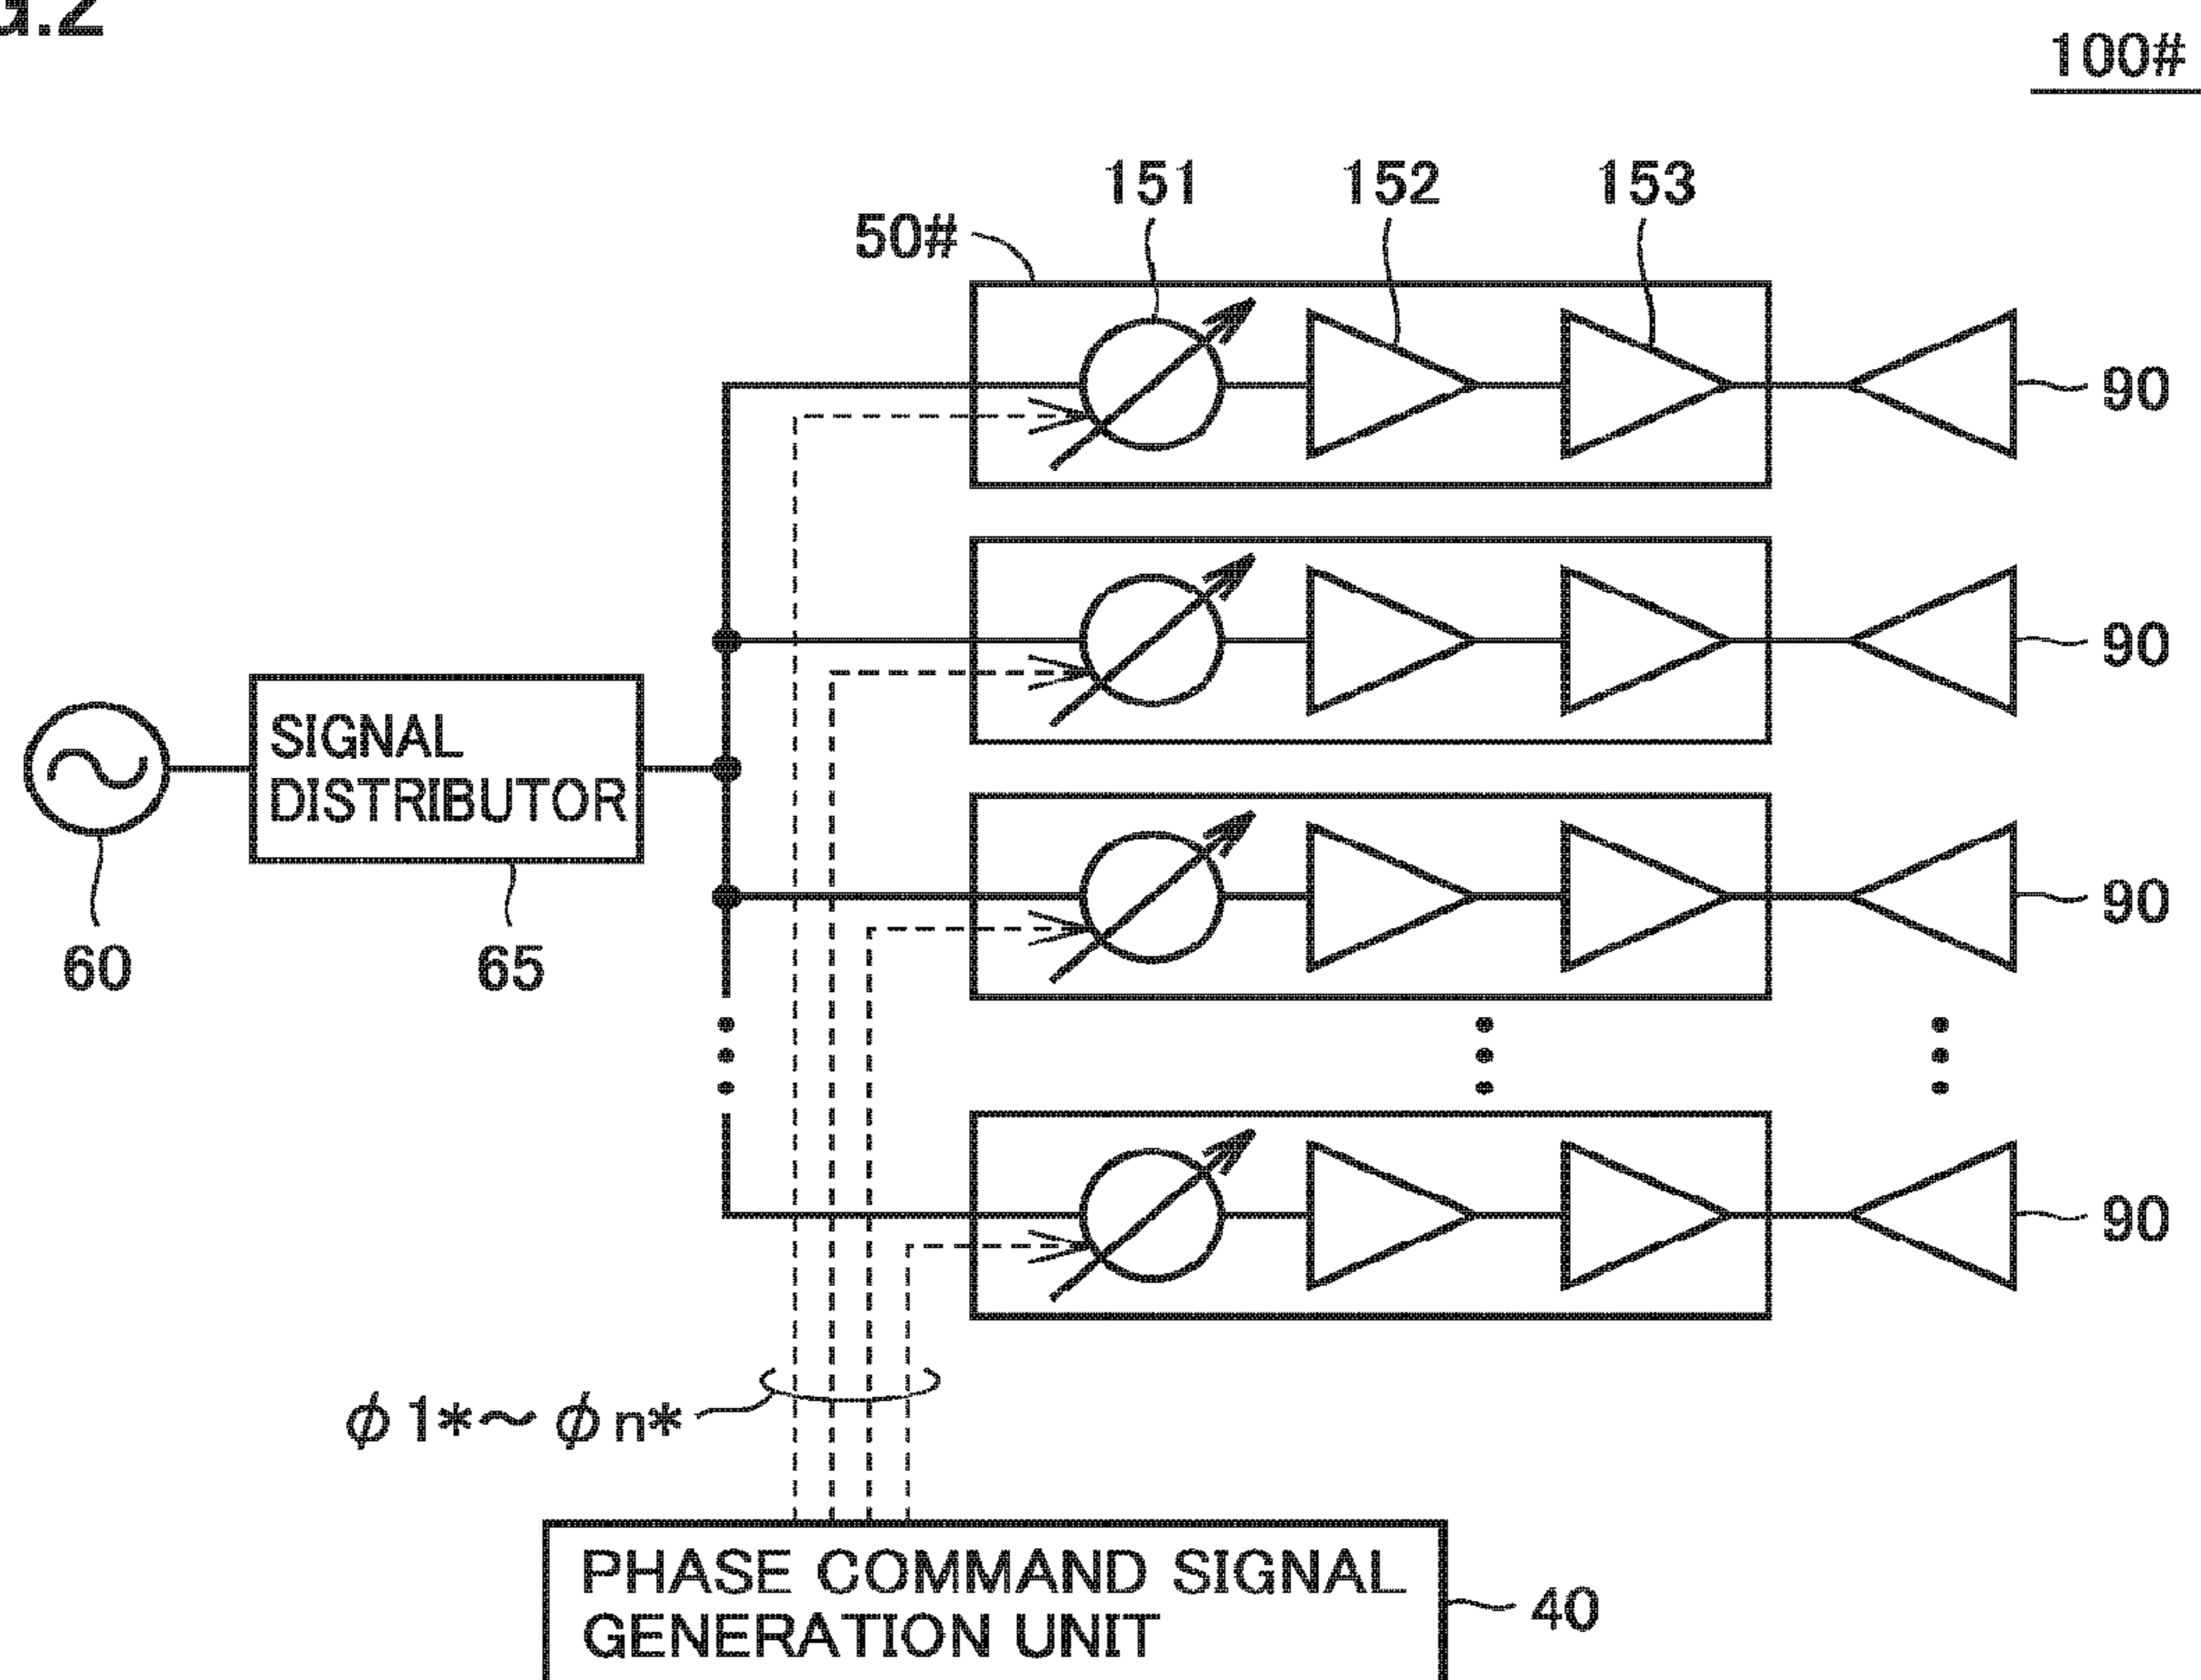 G.2
100#
151
152
153
50#
90
90
SIGNAL
DISTRIBUTOR
90
60
65
90
φ1*～φn*
PHASE COMMAND SIGNAL
GENERATION UNIT
40